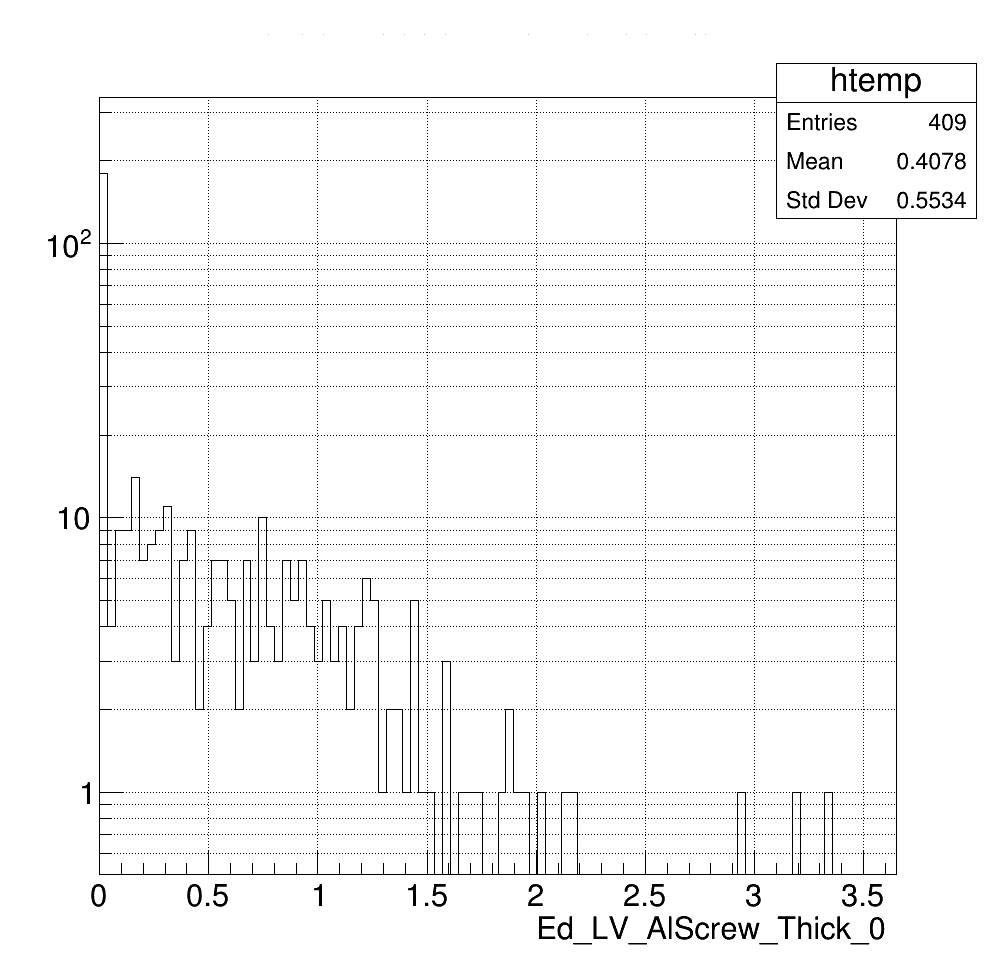 htemp
Entries 409
Mean 0.4078
Std Dev 0.5534
10²
10
1
0 0.5 1 1.5 2 2.5 3 3.5
Ed_LV_AlScrew_Thick_0